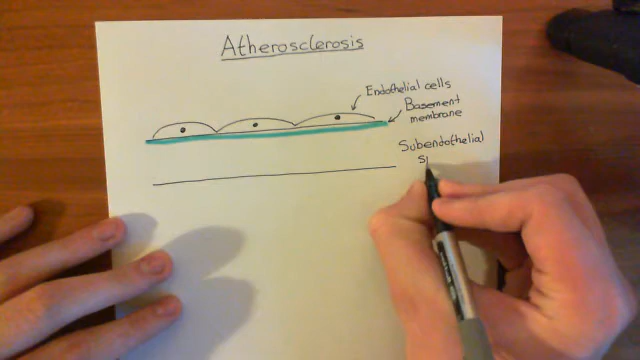 Atherosclerosis
Endothelial cells
Basement
membrane
Subendothelial